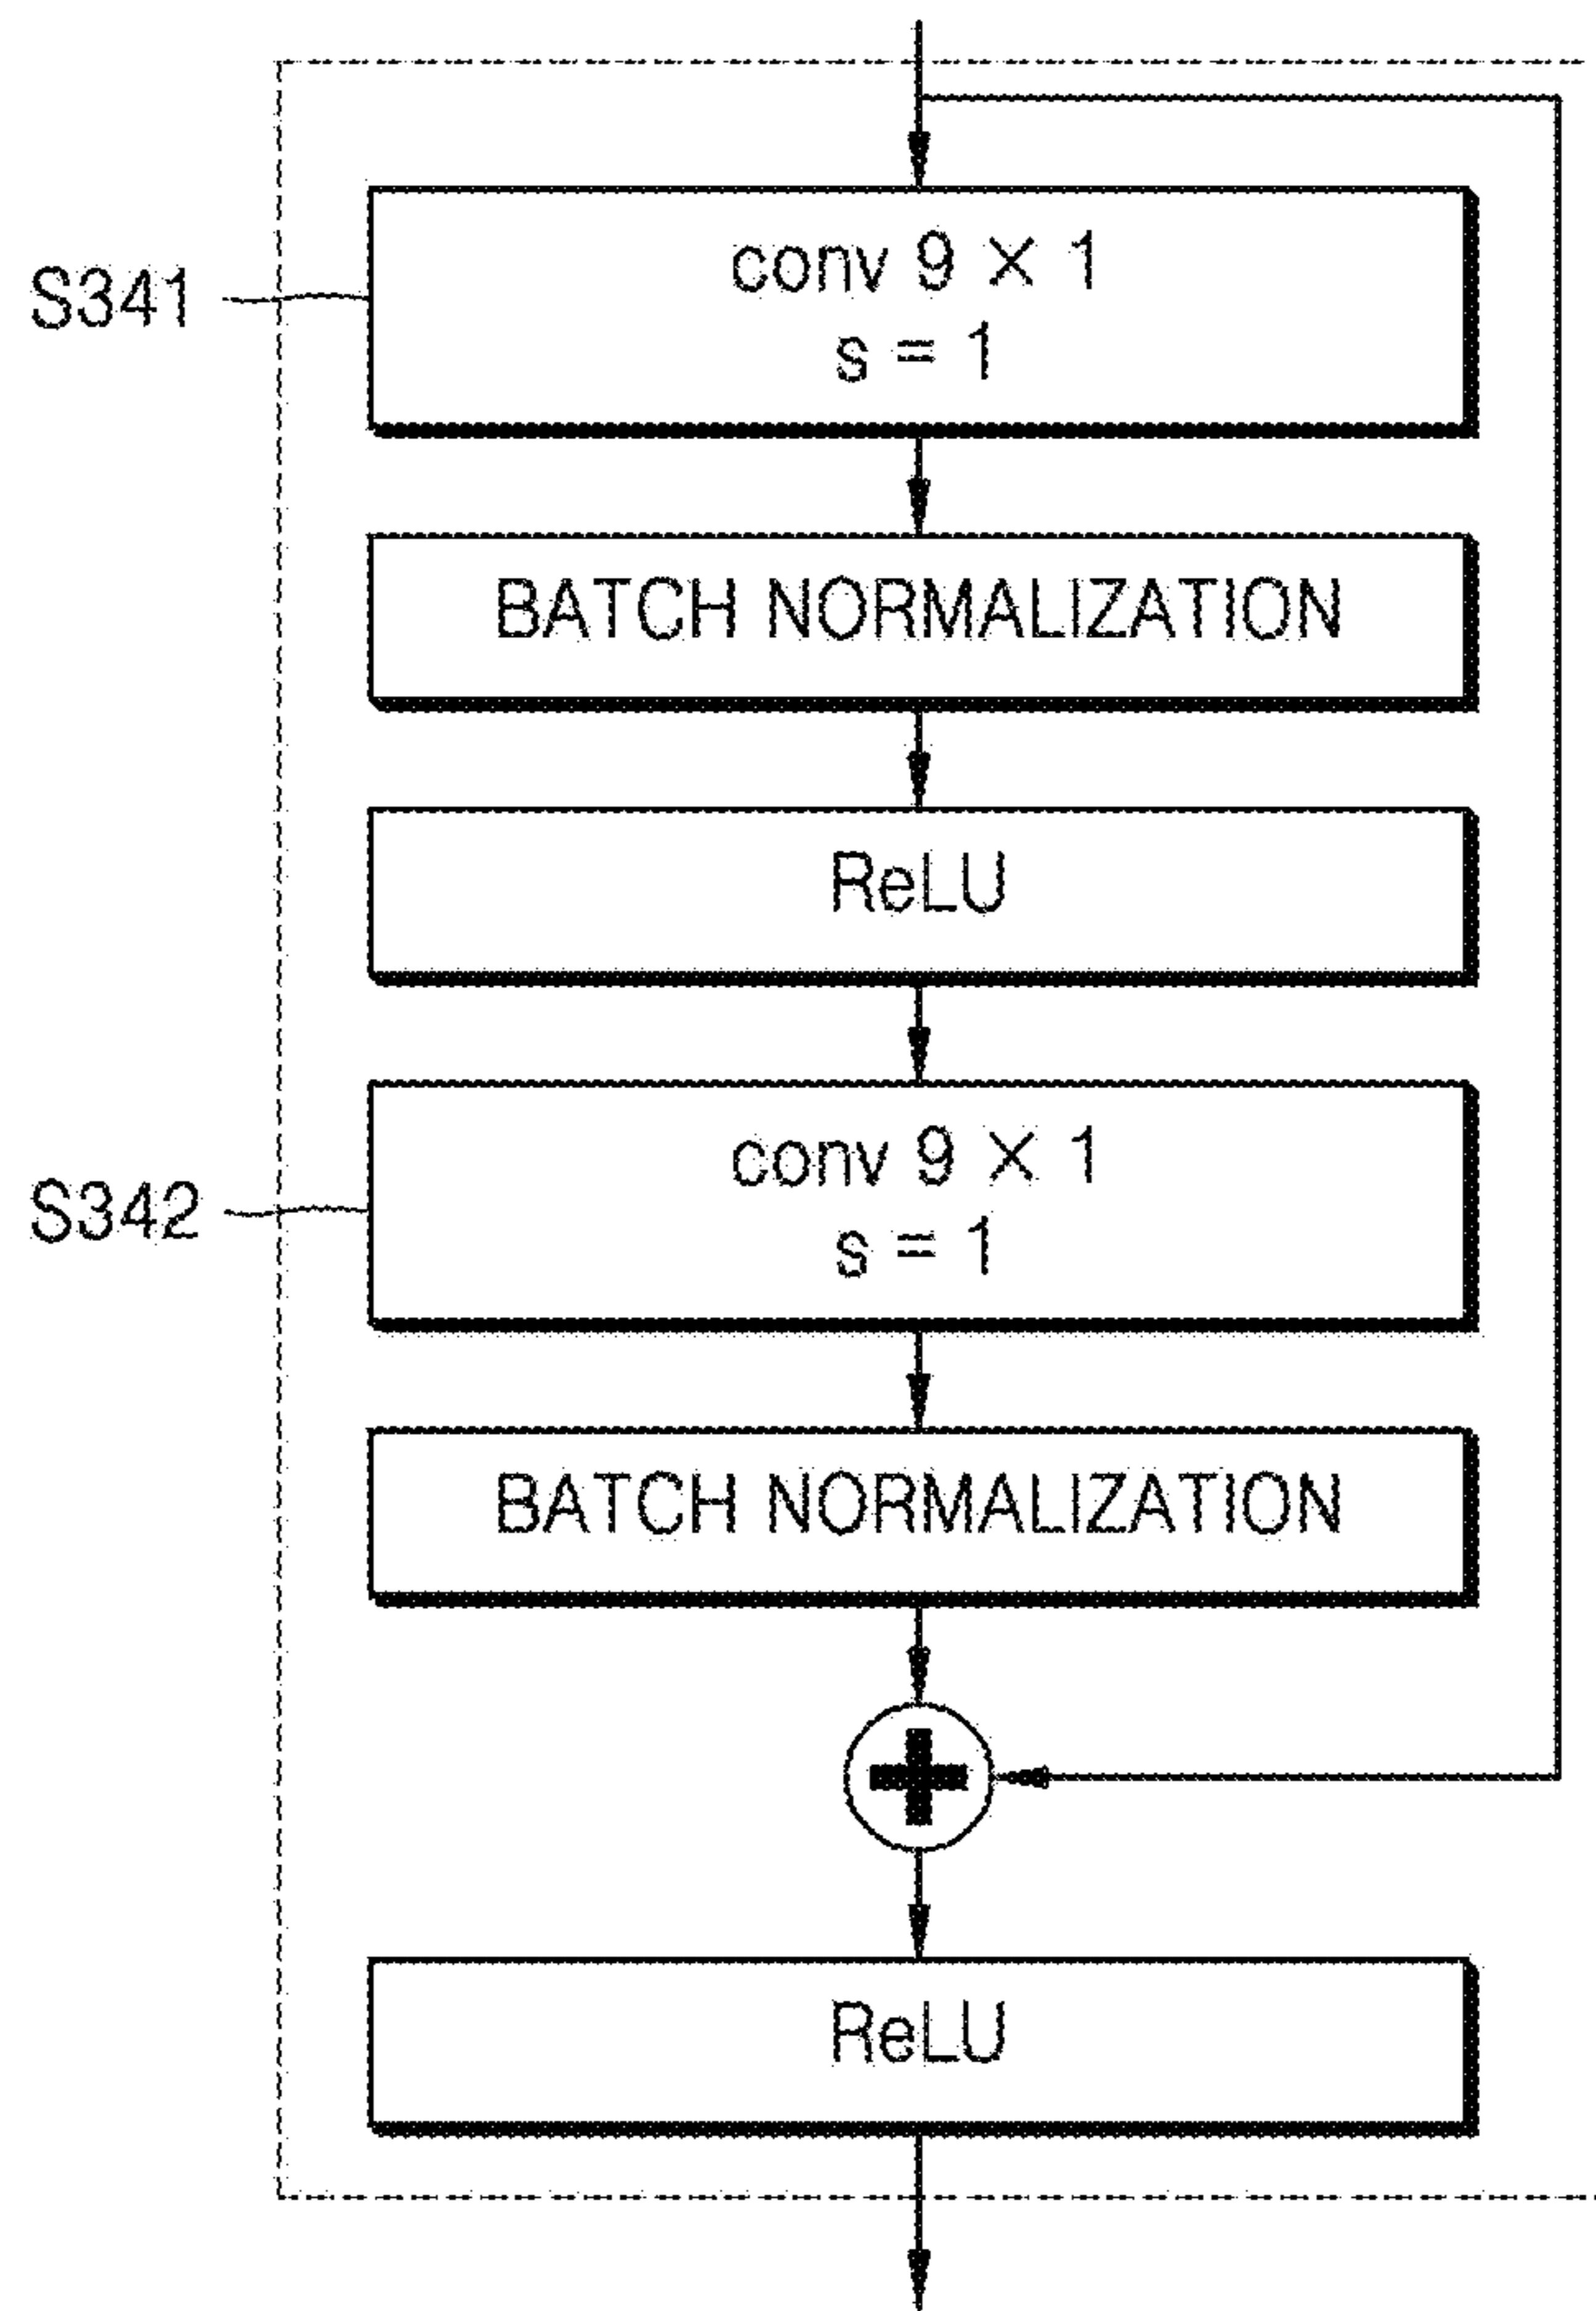 S341
conv 9 × 1
s = 1
BATCH NORMALIZATION
ReLU
S342
conv 9 × 1
s = 1
BATCH NORMALIZATION
+
ReLU